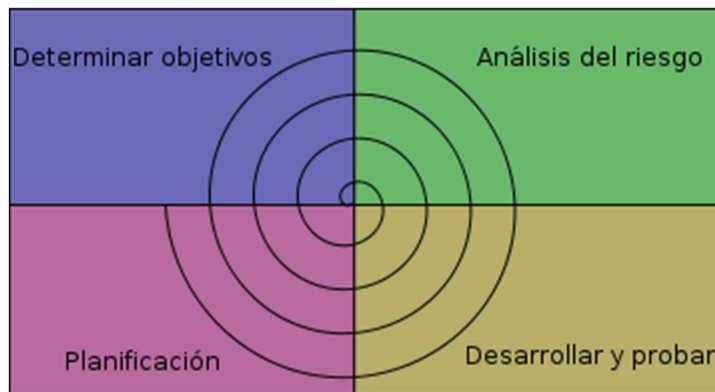 Determinar objetivos
Análisis del riesgo
Planificación
Desarrollar y probar